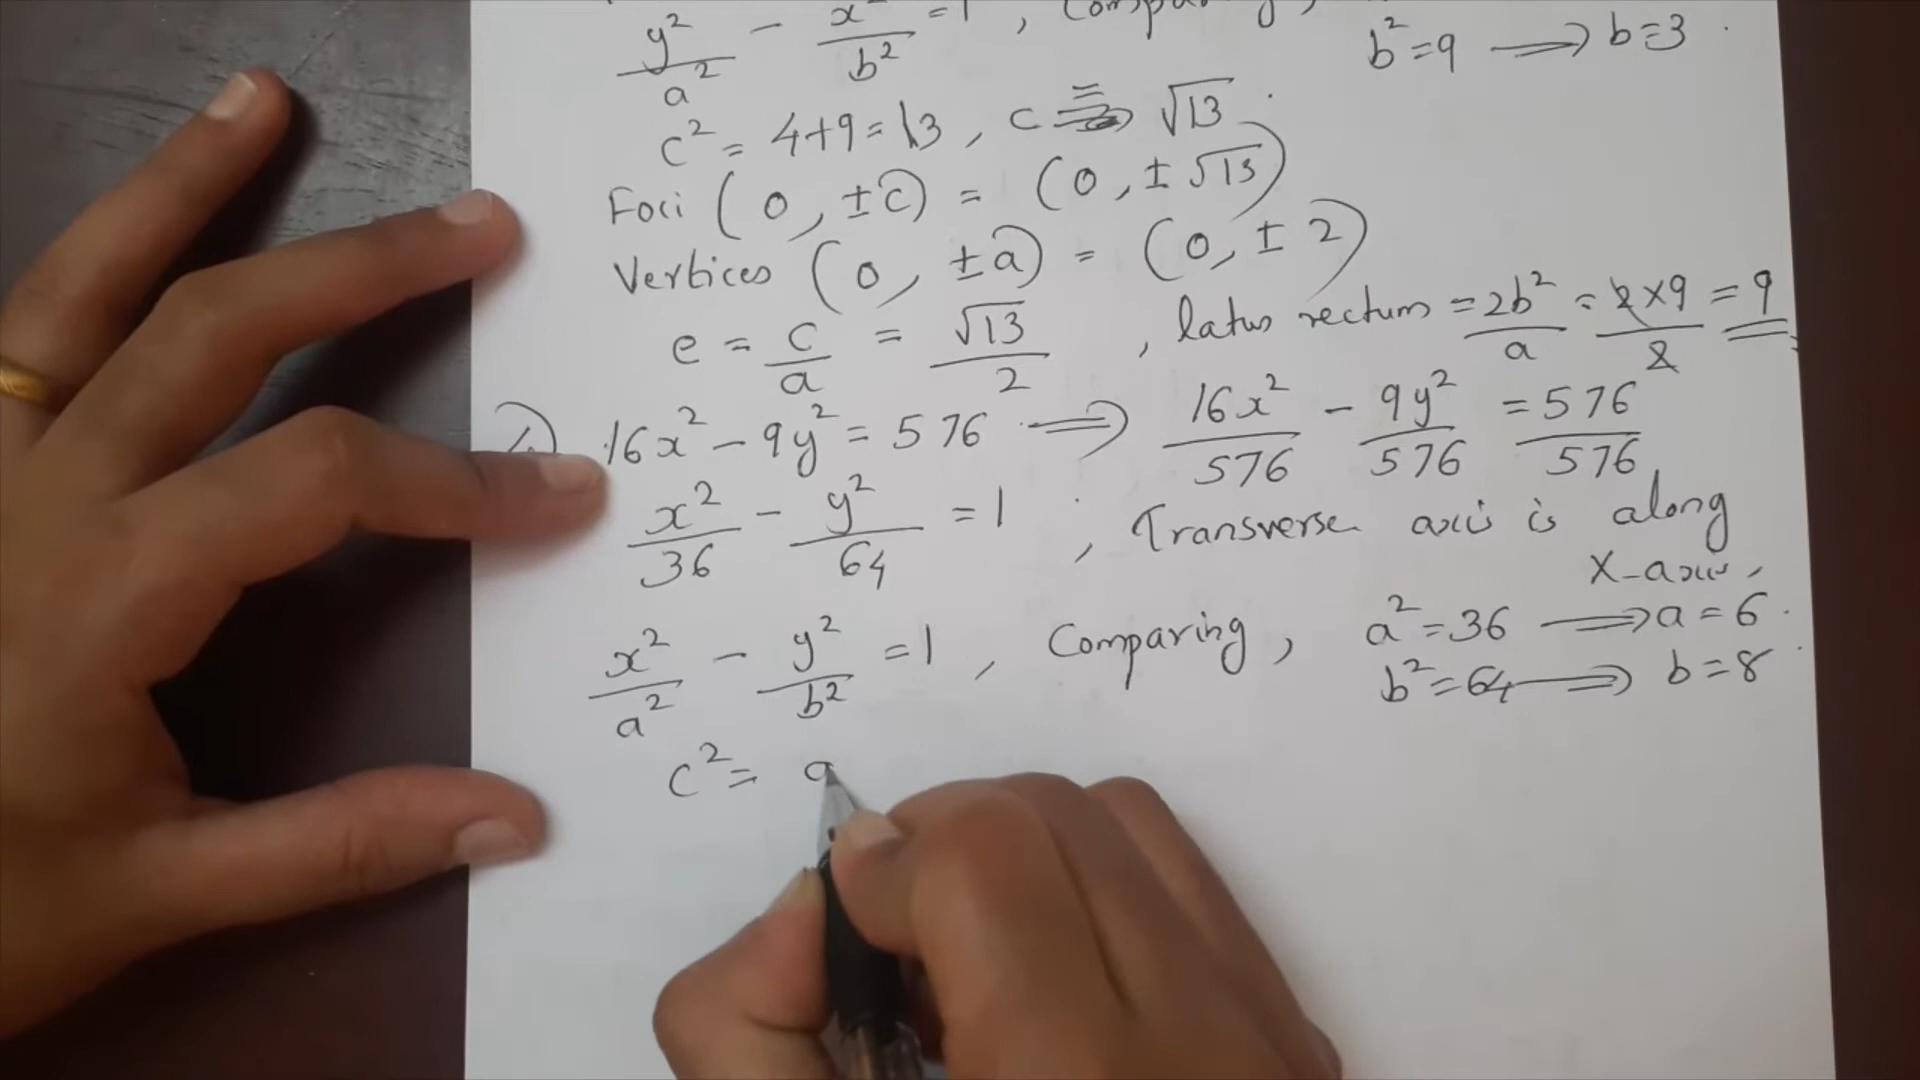 y² / a² - x² / b² = 1 , Comparing,
b² = 9 ⟹ b = 3 .
c² = 4+9 = 13 , c = √13 .
Foci (0, ±c) = (0, ±√13)
Vertices (0, ±a) = (0, ±2)
e = c/a = √13/2 , latus rectum = 2b²/a = 2×9/2 = 9
16x² - 9y² = 576 ⟹ 16x²/576 - 9y²/576 = 576/576
x²/36 - y²/64 = 1 , Transverse axis is along
X-axis,
x²/a² - y²/b² = 1 , Comparing, a² = 36 ⟹ a = 6 .
b² = 64 ⟹ b = 8 .
c² = a